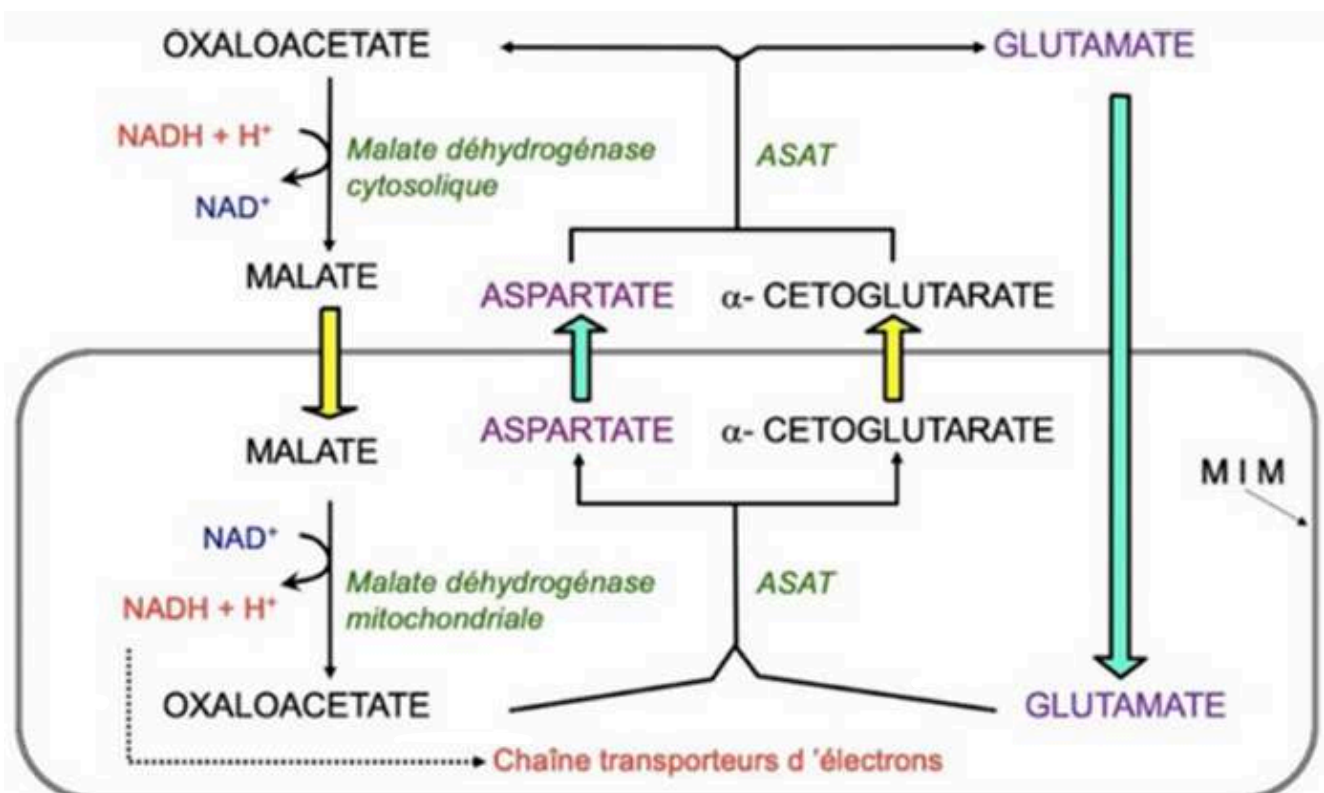 OXALOACETATE
GLUTAMATE
NADH + H⁺
Malate déhydrogénase
cytosolique
ASAT
NAD⁺
MALATE
ASPARTATE
α- CETOGLUTARATE
MALATE
ASPARTATE
α- CETOGLUTARATE
M I M
NAD⁺
Malate déhydrogénase
mitochondriale
ASAT
NADH + H⁺
OXALOACETATE
GLUTAMATE
Chaîne transporteurs d 'électrons